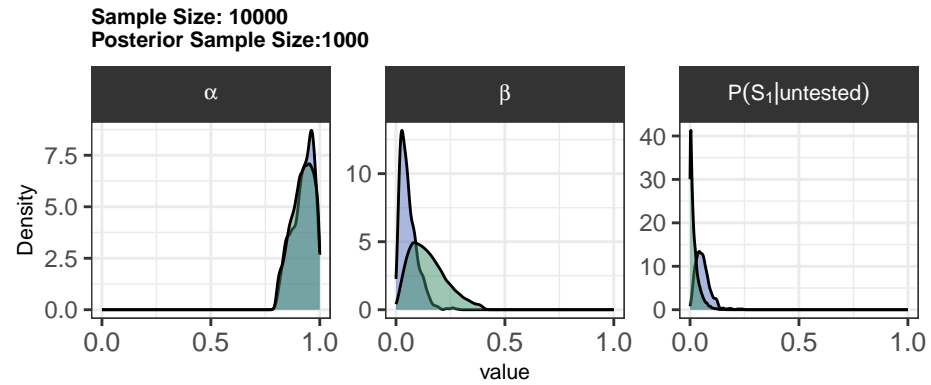 Sample Size: 10000
Posterior Sample Size:1000
α
β
P(S₁|untested)
Density
7.5
5.0
2.5
0.0
10
5
0
40
30
20
10
0
0.0 0.5 1.0
0.0 0.5 1.0
0.0 0.5 1.0
value